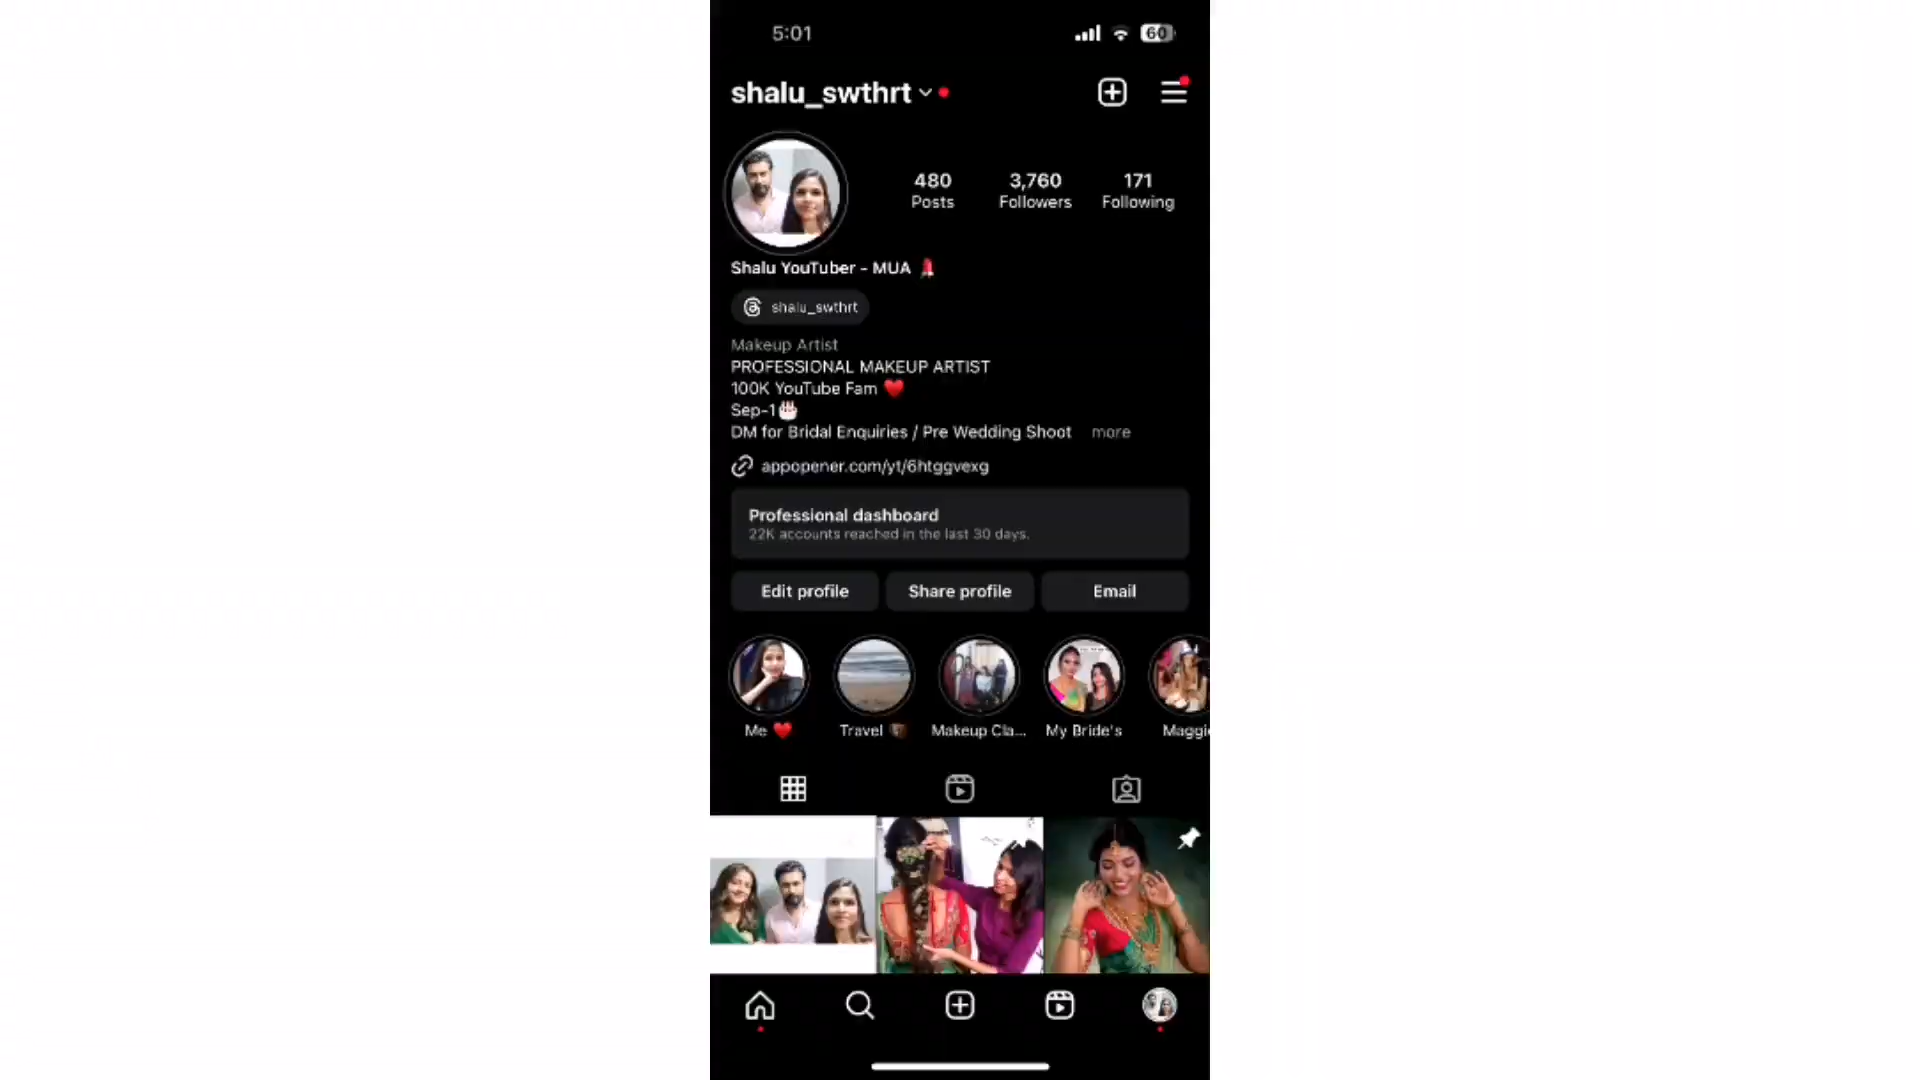 5:01
60
shalu_swthrt
480
3,760
171
Posts
Followers
Following
Shalu YouTuber - MUA 💄
shalu_swthrt
Makeup Artist
PROFESSIONAL MAKEUP ARTIST
100K YouTube Fam ❤️
Sep-1🎂
DM for Bridal Enquiries / Pre Wedding Shoot more
appopener.com/yt/6htggvexg
Professional dashboard
22K accounts reached in the last 30 days.
Edit profile
Share profile
Email
Me ❤️
Travel
Makeup Cla...
My Bride's
Maggi